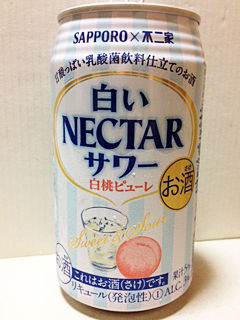 SAPPORO×不二家
甘酸っぱい乳酸菌飲料仕立てのお酒
白い
NECTAR
サワー
白桃ピューレ
お酒
Sweet & Sour
お酒
これはお酒(さけ)です。
リキュール(発泡性)①